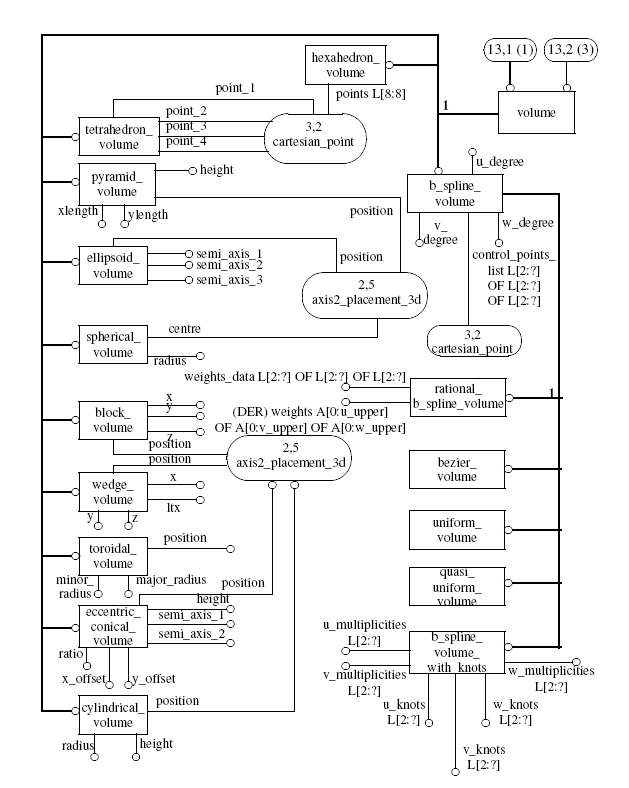 hexahedron_
volume
13,1 (1)
13,2 (3)
points L[8:8]
1
volume
point_1
point_2
point_3
point_4
tetrahedron_
volume
3,2
cartesian_point
pyramid_
volume
height
xlength
ylength
position
u_degree
b_spline_
volume
v_
degree
w_degree
control_points_
list L[2:?]
OF L[2:?]
OF L[2:?]
ellipsoid_
volume
semi_axis_1
semi_axis_2
semi_axis_3
position
2,5
axis2_placement_3d
spherical_
volume
centre
radius
3,2
cartesian_point
weights_data L[2:?] OF L[2:?] OF L[2:?]
rational_
b_spline_volume
1
(DER) weights A[0:u_upper]
OF A[0:v_upper] OF A[0:w_upper]
block_
volume
x
y
z
position
position
2,5
axis2_placement_3d
bezier_
volume
wedge_
volume
x
ltx
y
z
uniform_
volume
toroidal_
volume
position
minor_
radius
major_radius
position
quasi_
uniform_
volume
eccentric_
conical_
volume
height
semi_axis_1
semi_axis_2
ratio
x_offset
y_offset
u_multiplicities
L[2:?]
b_spline_
volume_
with_knots
v_multiplicities
L[2:?]
w_multiplicities
L[2:?]
u_knots
L[2:?]
w_knots
L[2:?]
v_knots
L[2:?]
cylindrical_
volume
position
radius
height